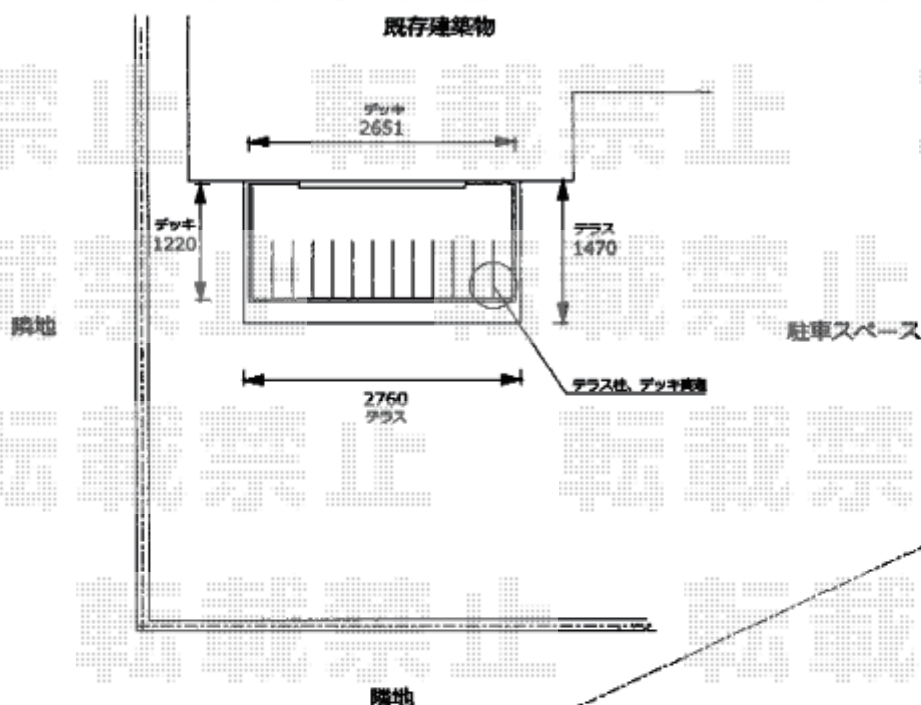 既存建築物
デッキ
2651
デッキ
1220
テラス
1470
隣地
駐車スペース
テラス柱、デッキ貫通
2760
テラス
隣地
転載禁止